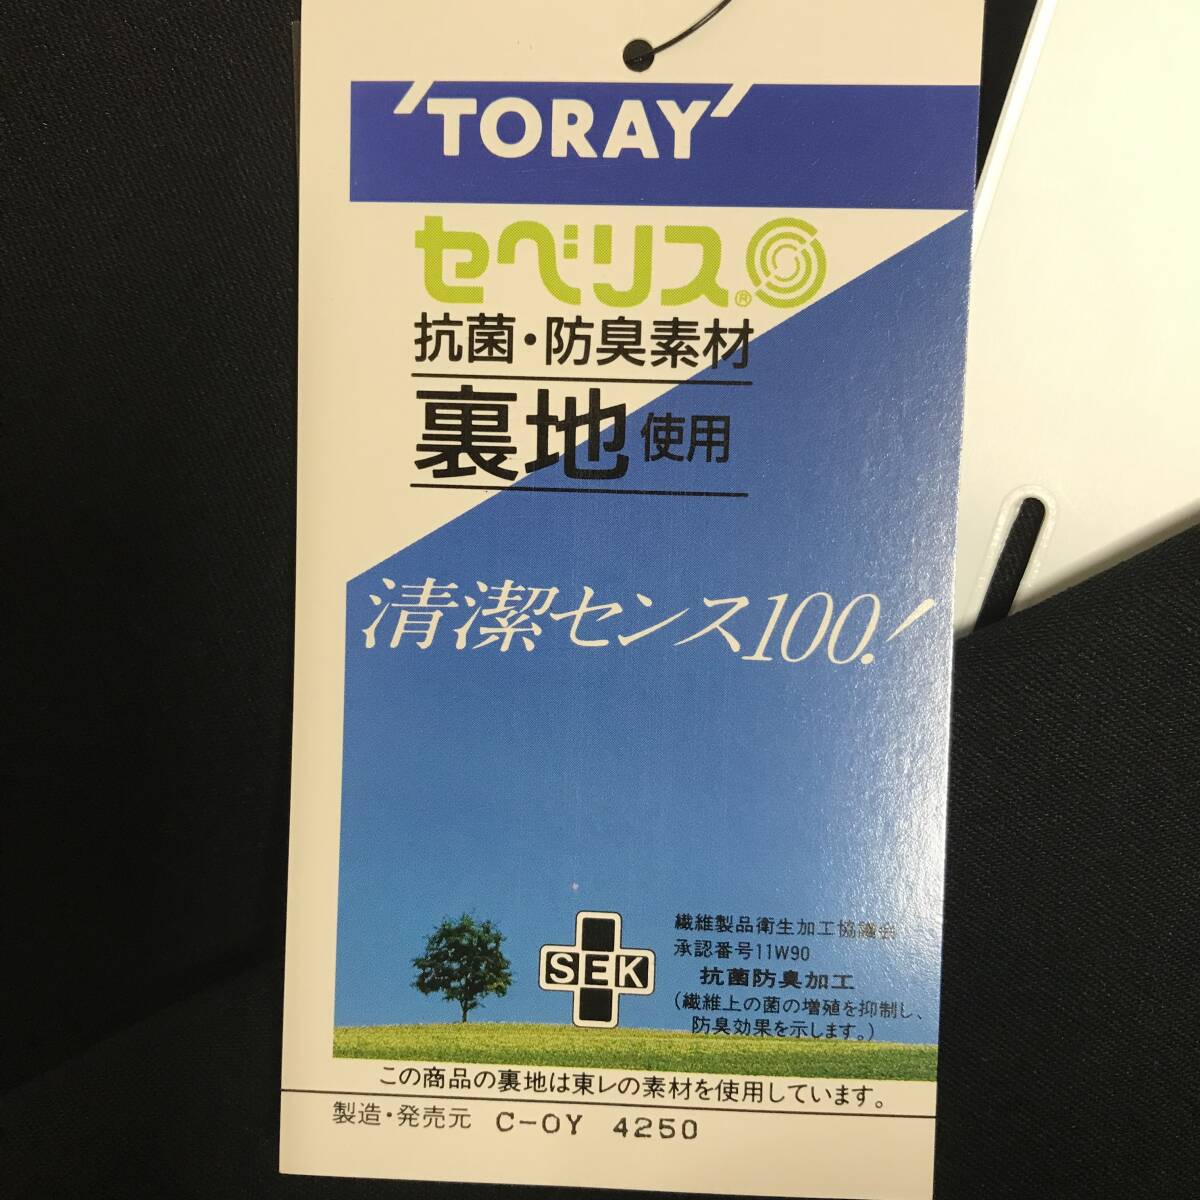 'TORAY'
セベリス®
抗菌・防臭素材
裏地使用
清潔センス100!
SEK
繊維製品衛生加工協議会
承認番号11W90
抗菌防臭加工
(繊維上の菌の増殖を抑制し、
防臭効果を示します。)
この商品の裏地は東レの素材を使用しています。
製造・発売元 C-OY 4250